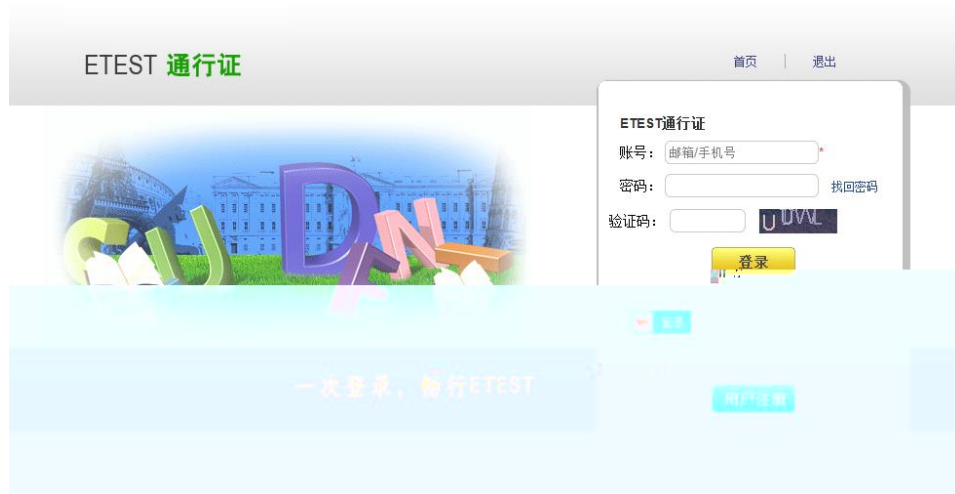 ETEST 通行证
首页 | 退出
ETEST通行证
账号： 邮箱/手机号 *
密码： 找回密码
验证码：
登录
一次登录，畅行ETEST
用户注册